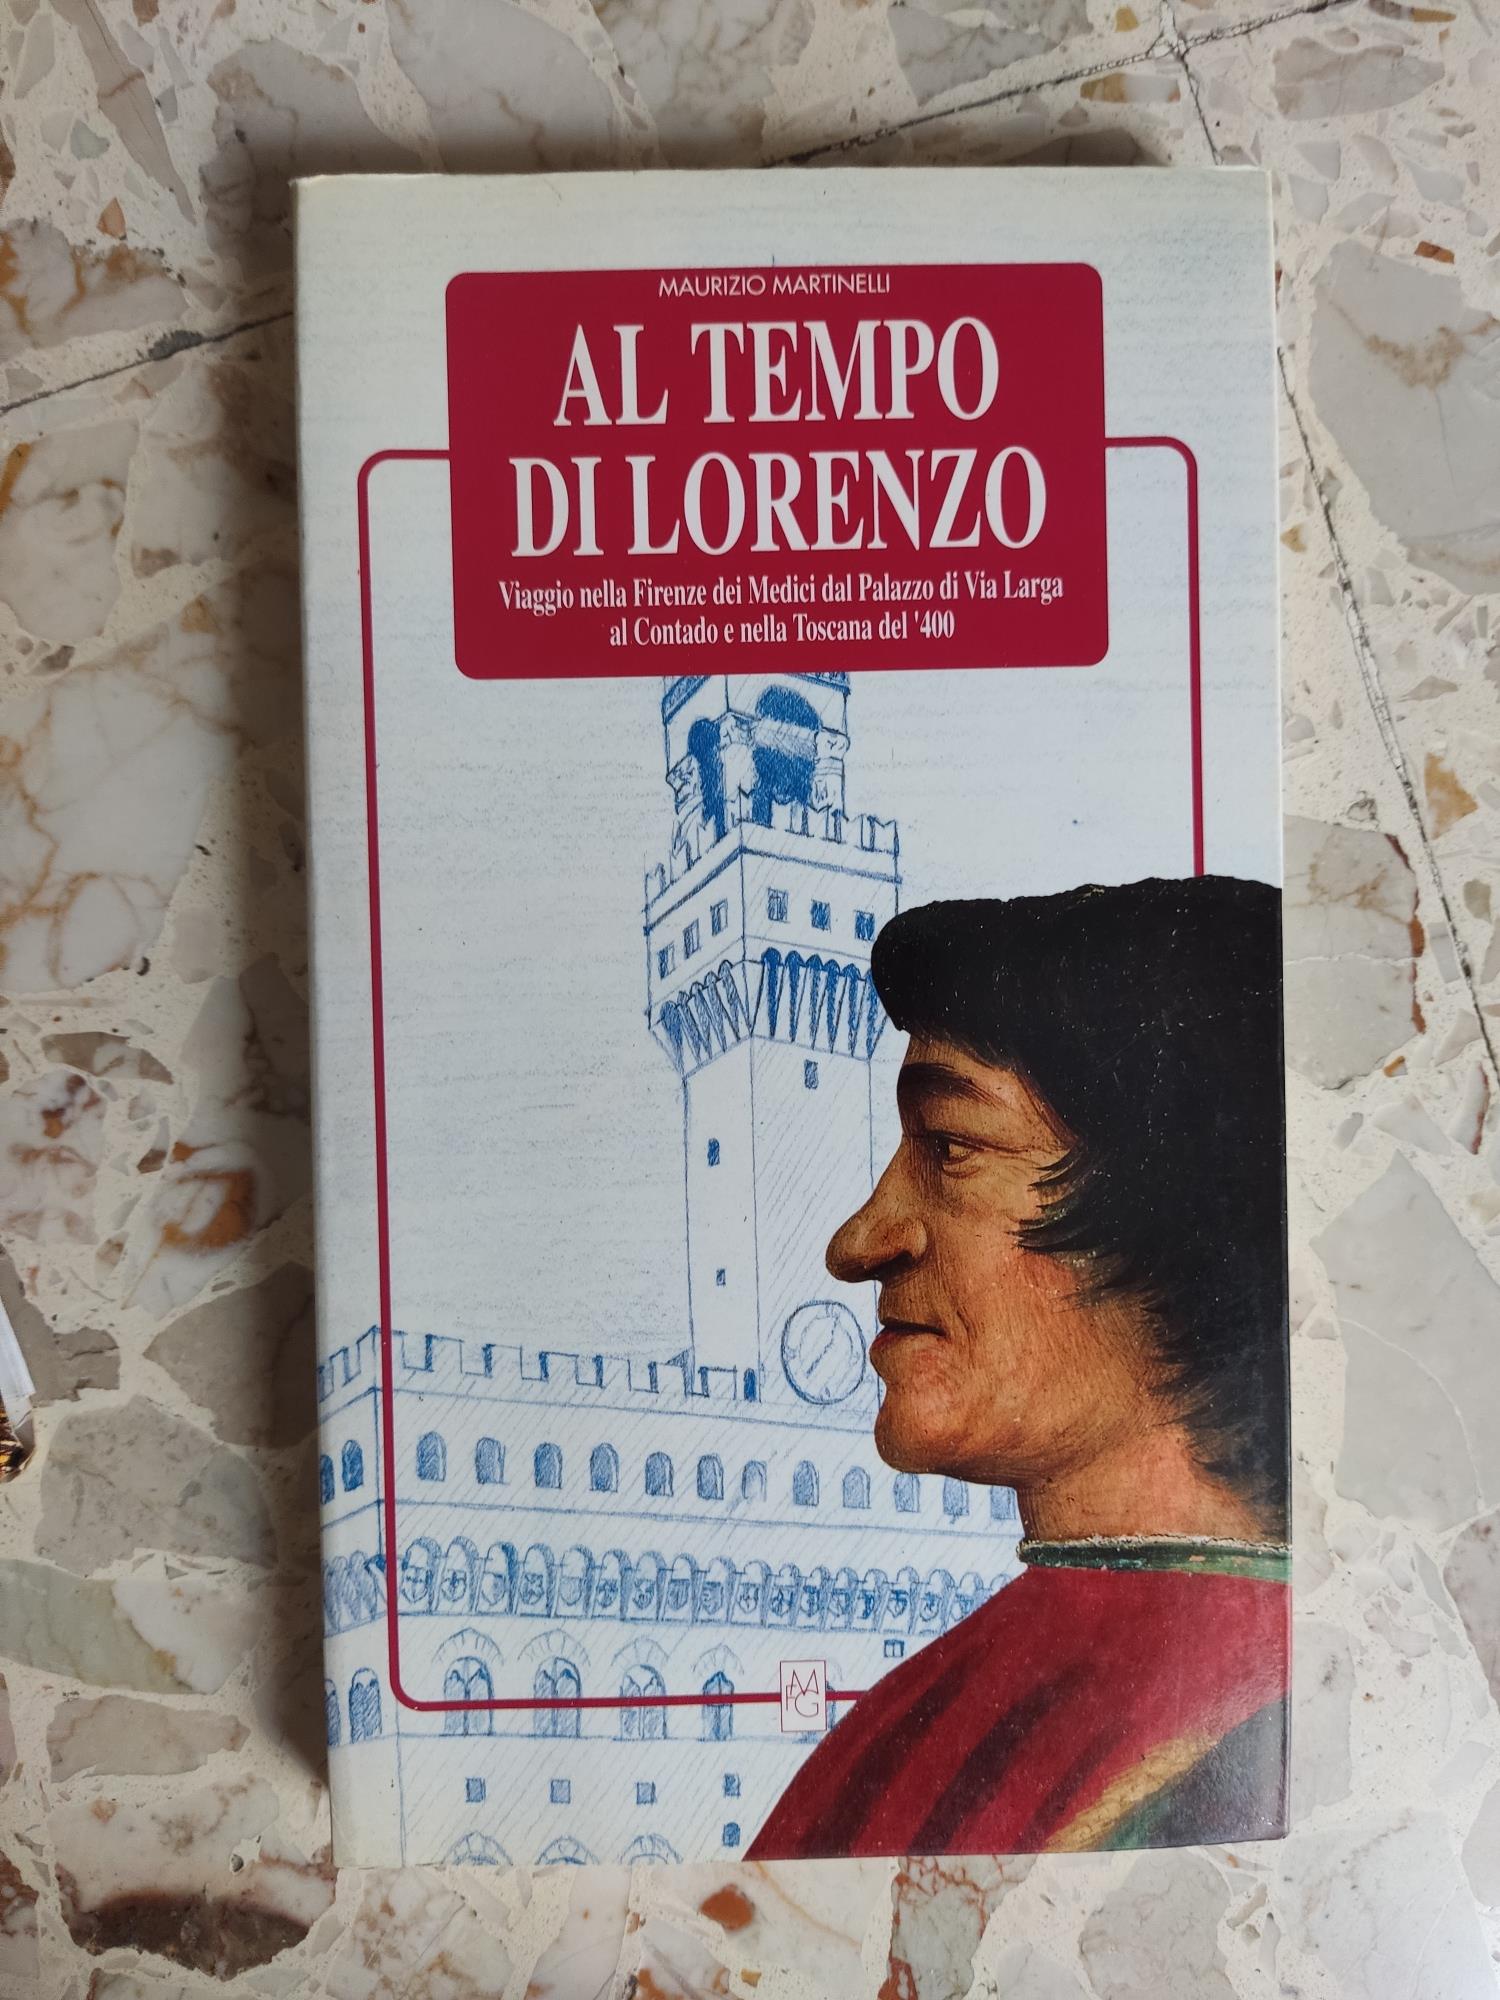 MAURIZIO MARTINELLI
AL TEMPO
DI LORENZO
Viaggio nella Firenze dei Medici dal Palazzo di Via Larga
al Contado e nella Toscana del '400